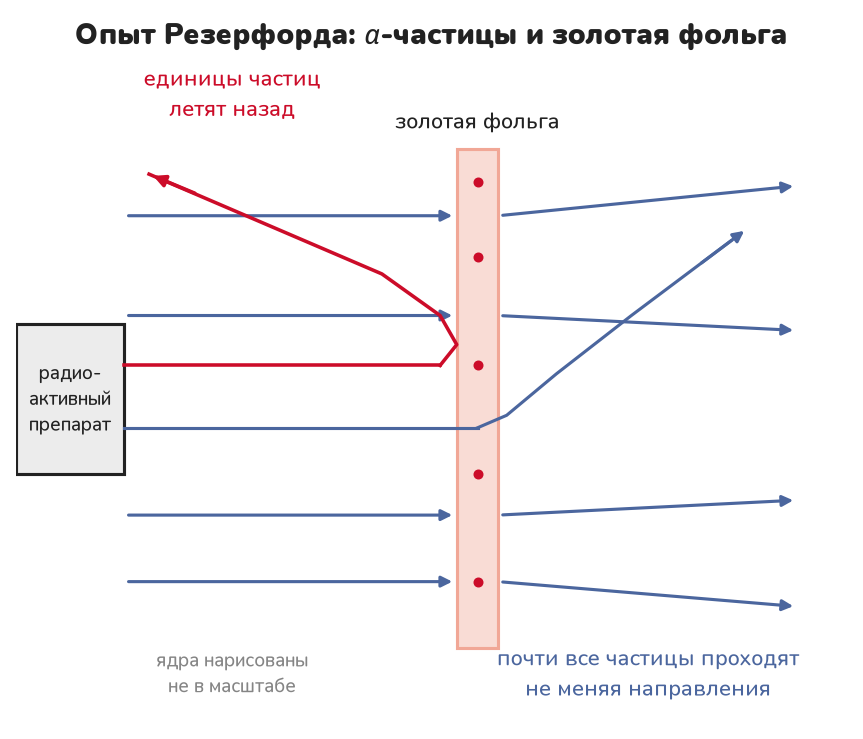 Опыт Резерфорда: α-частицы и золотая фольга
единицы частиц
летят назад
золотая фольга
радио-
активный
препарат
ядра нарисованы
не в масштабе
почти все частицы проходят
не меняя направления